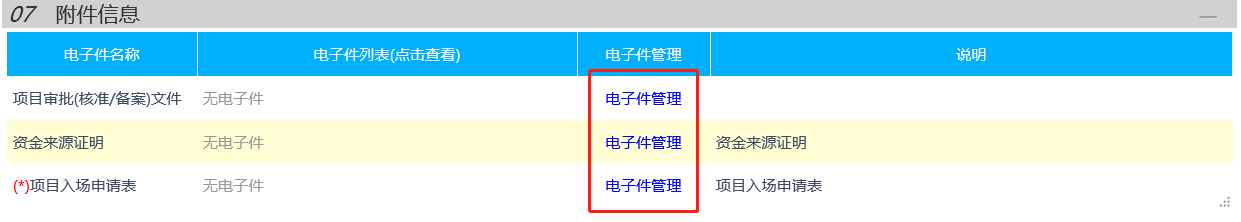 07 附件信息
电子件名称 电子件列表(点击查看) 电子件管理 说明
项目审批(核准/备案)文件 无电子件 电子件管理
资金来源证明 无电子件 电子件管理 资金来源证明
(*)项目入场申请表 无电子件 电子件管理 项目入场申请表